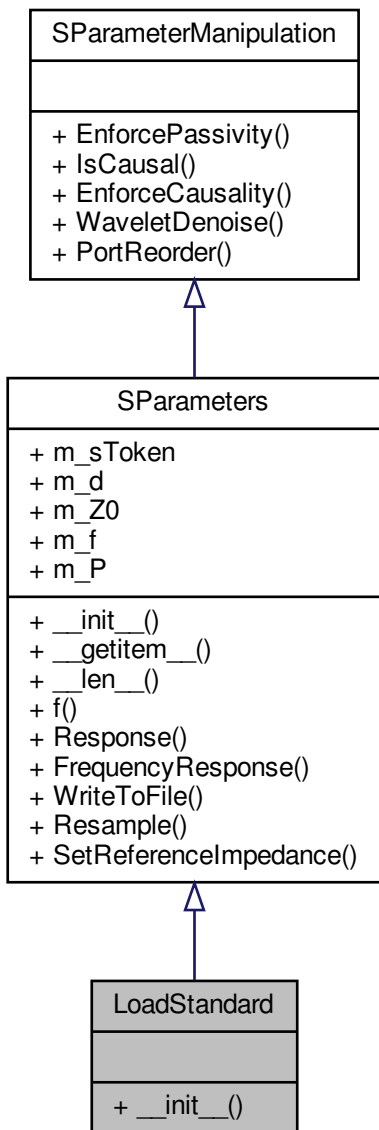 SParameterManipulation
+ EnforcePassivity()
+ IsCausal()
+ EnforceCausality()
+ WaveletDenoise()
+ PortReorder()
SParameters
+ m_sToken
+ m_d
+ m_Z0
+ m_f
+ m_P
+ __init__()
+ __getitem__()
+ __len__()
+ f()
+ Response()
+ FrequencyResponse()
+ WriteToFile()
+ Resample()
+ SetReferenceImpedance()
LoadStandard
+ __init__()